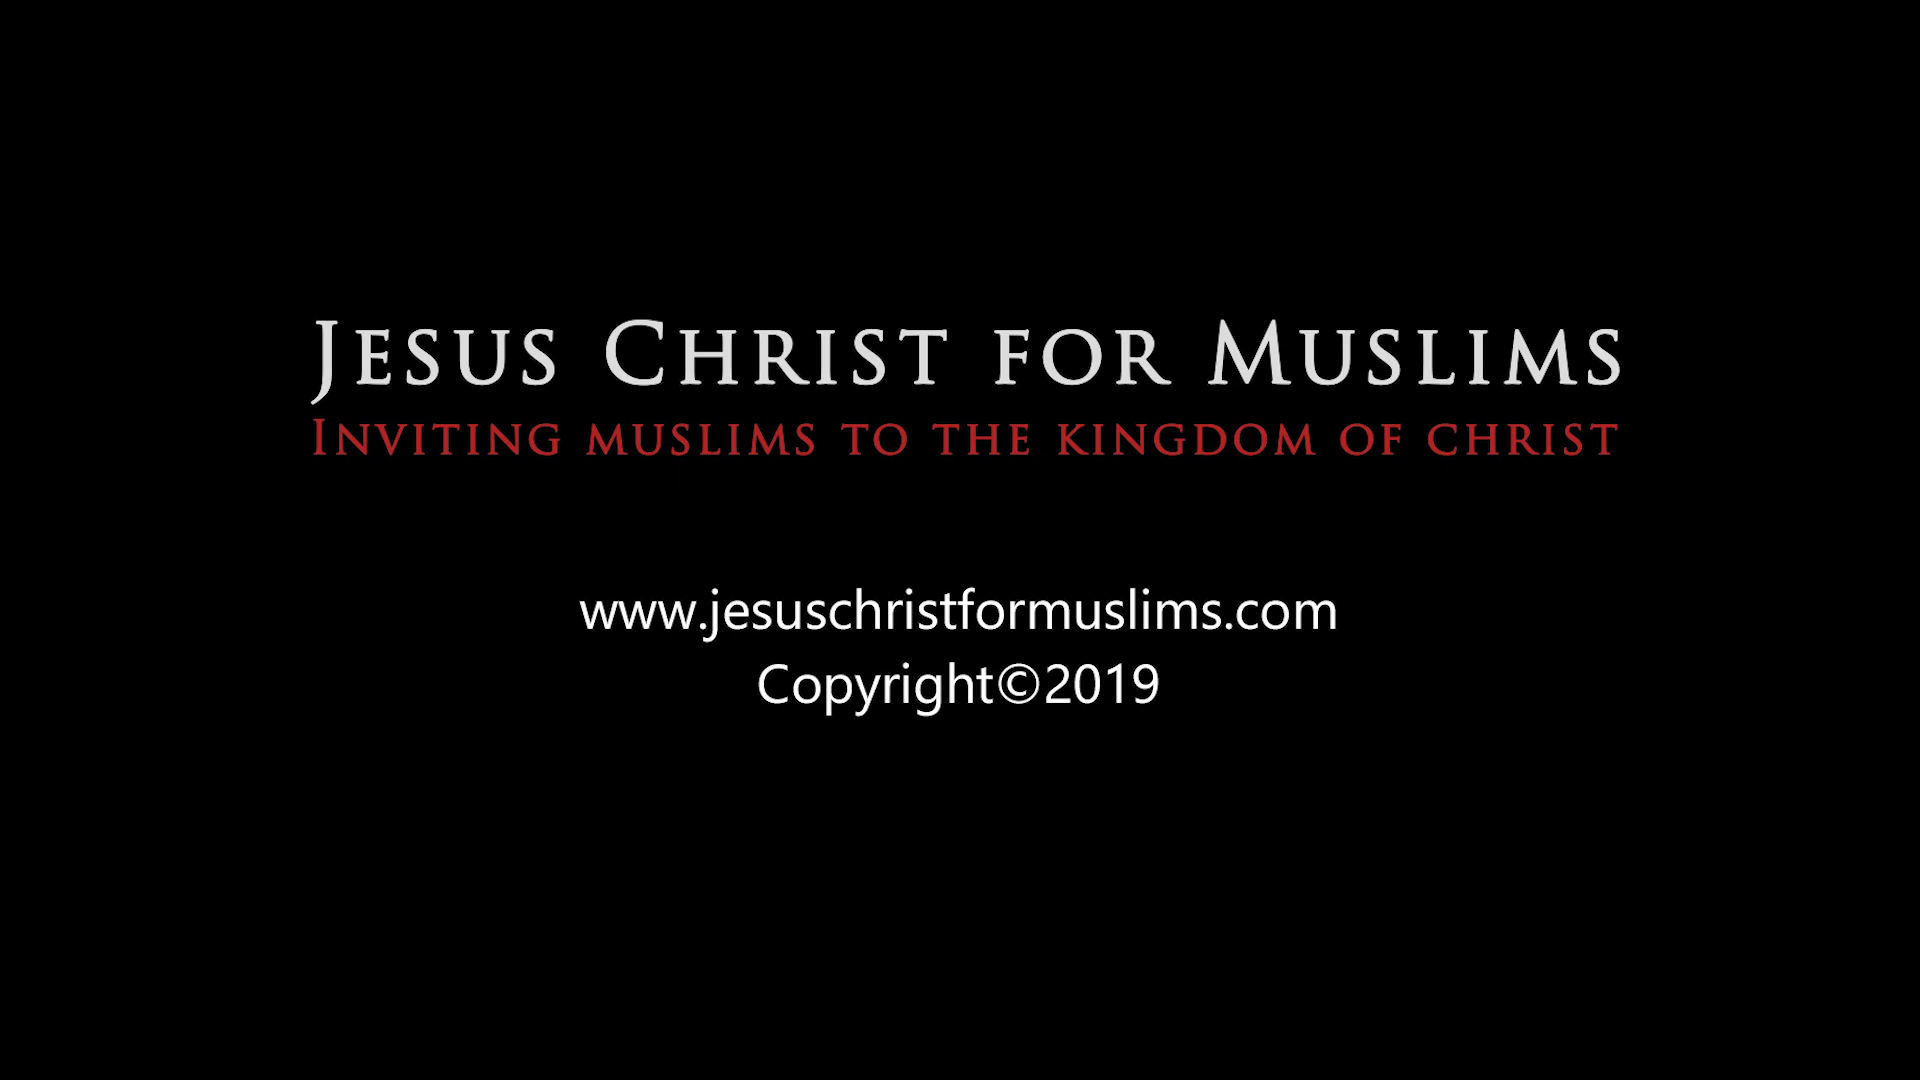 Jesus Christ for Muslims
Inviting muslims to the kingdom of christ
www.jesuschristformuslims.com
Copyright©2019